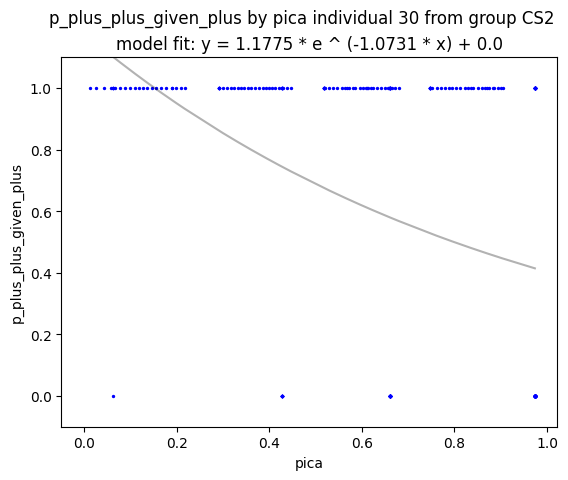 p_plus_plus_given_plus by pica individual 30 from group CS2
model fit: y = 1.1775 * e ^ (-1.0731 * x) + 0.0
1.0
0.8
0.6
0.4
0.2
0.0
p_plus_plus_given_plus
0.0 0.2 0.4 0.6 0.8 1.0
pica